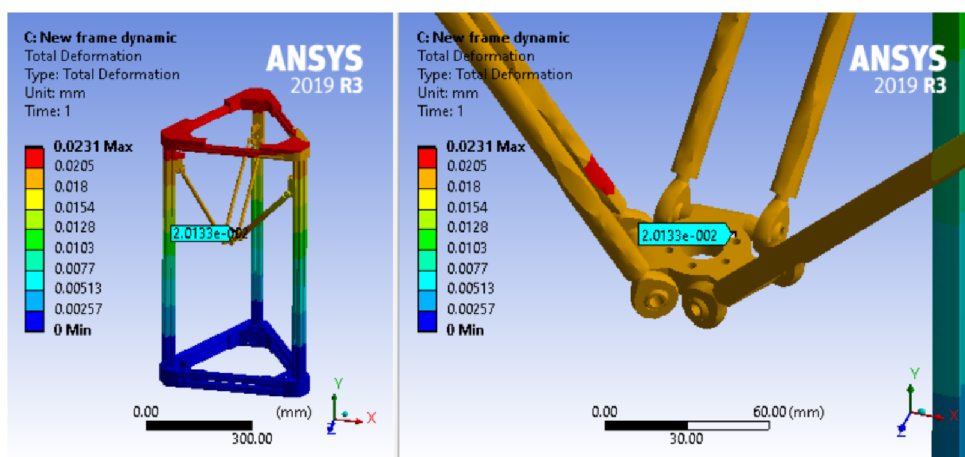 C: New frame dynamic
Total Deformation
Type: Total Deformation
Unit: mm
Time: 1
ANSYS
2019 R3
0.0231 Max
0.0205
0.018
0.0154
0.0128
0.0103
0.0077
0.00513
0.00257
0 Min
2.0133e-002
0.00
(mm)
300.00
Y
X
Z
C: New frame dynamic
Total Deformation
Type: Total Deformation
Unit: mm
Time: 1
ANSYS
2019 R3
0.0231 Max
0.0205
0.018
0.0154
0.0128
0.0103
0.0077
0.00513
0.00257
0 Min
2.0133e-002
0.00
60.00 (mm)
30.00
Y
X
Z